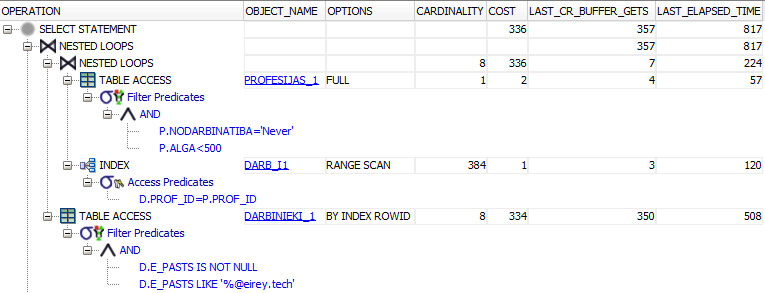 OPERATION OBJECT_NAME OPTIONS CARDINALITY COST LAST_CR_BUFFER_GETS LAST_ELAPSED_TIME
SELECT STATEMENT 336 357 817
NESTED LOOPS 357 817
NESTED LOOPS 8 336 7 224
TABLE ACCESS PROFESIJAS_1 FULL 1 2 4 57
Filter Predicates
AND
P.NODARBINATIBA='Never'
P.ALGA<500
INDEX DARB_I1 RANGE SCAN 384 1 3 120
Access Predicates
D.PROF_ID=P.PROF_ID
TABLE ACCESS DARBINIEKI_1 BY INDEX ROWID 8 334 350 508
Filter Predicates
AND
D.E_PASTS IS NOT NULL
D.E_PASTS LIKE '%@eirey.tech'